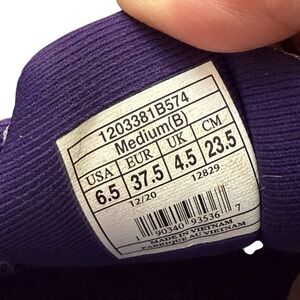 1203381B574
Medium(B)
USA EUR UK CM
6.5 37.5 4.5 23.5
12/20 12829
1 90340 93536 7
MADE IN VIETNAM
FABRIQUE AU VIETNAM